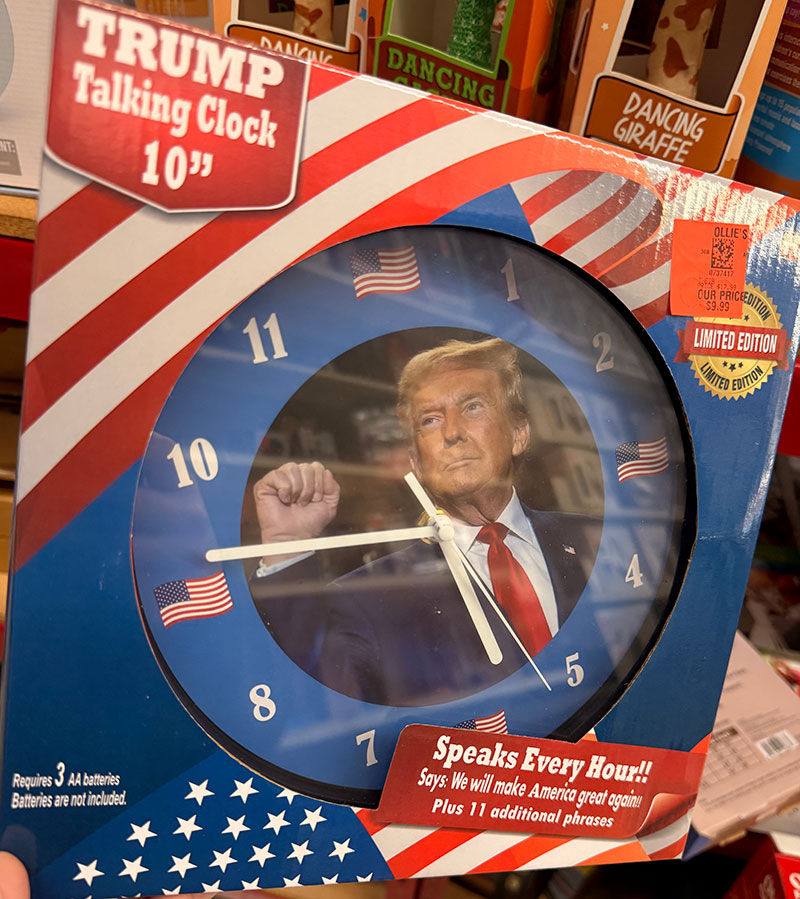 TRUMP
Talking Clock
10”
DANCING
DANCING
DANCING
GIRAFFE
OLLIE'S
0737417
OUR PRICE
$9.99
EDITION
LIMITED EDITION
LIMITED EDITION
1
2
4
5
7
8
10
11
Requires 3 AA batteries
Batteries are not included.
Speaks Every Hour!!
Says: We will make America great again!!
Plus 11 additional phrases